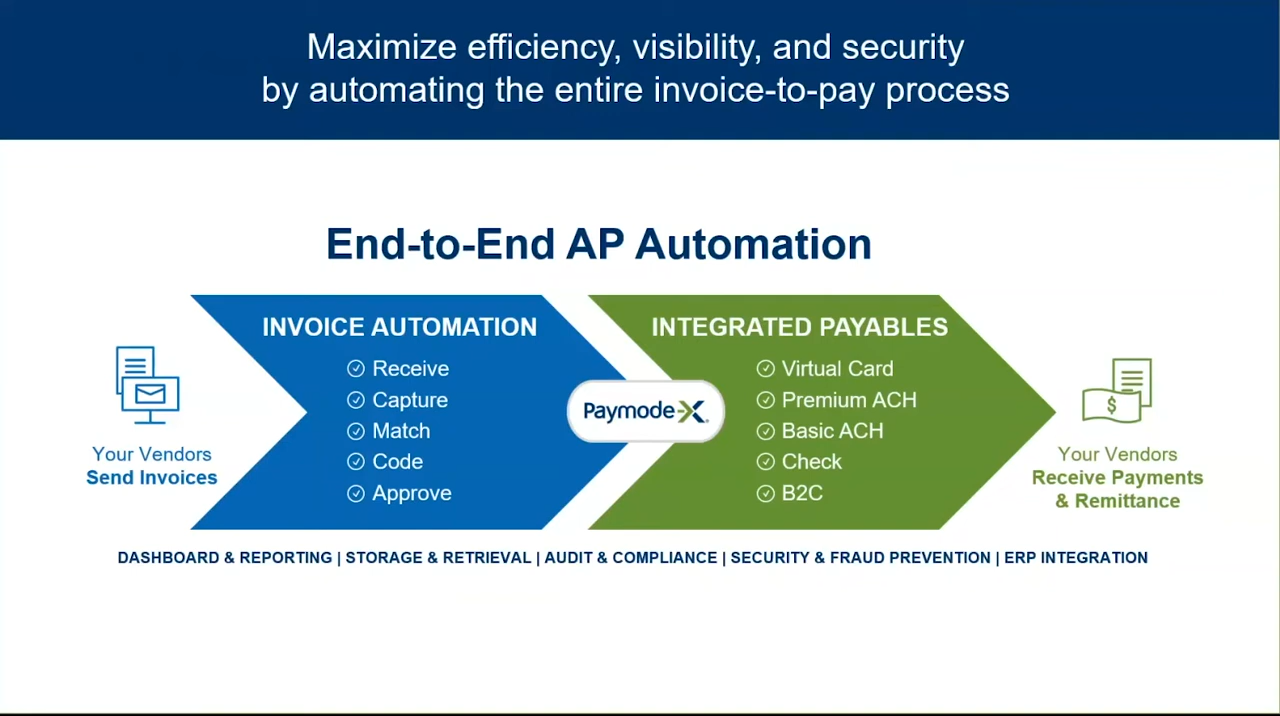 Maximize efficiency, visibility, and security
by automating the entire invoice-to-pay process
End-to-End AP Automation
Your Vendors
Send Invoices
INVOICE AUTOMATION
Receive
Capture
Match
Code
Approve
Paymode-X
INTEGRATED PAYABLES
Virtual Card
Premium ACH
Basic ACH
Check
B2C
$
Your Vendors
Receive Payments
& Remittance
DASHBOARD & REPORTING | STORAGE & RETRIEVAL | AUDIT & COMPLIANCE | SECURITY & FRAUD PREVENTION | ERP INTEGRATION